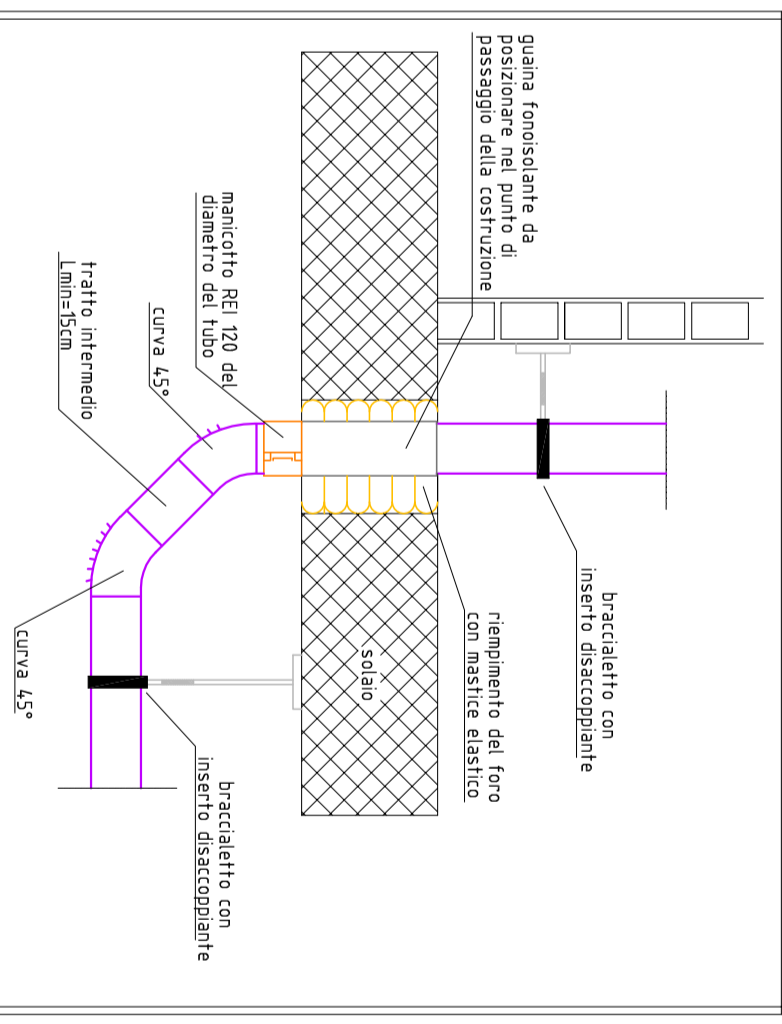 guaina fonoisolante da
posizionare nel punto di
passaggio della costruzione
braccialetto con
inserto disaccoppiante
riempimento del foro
con mastice elastico
solaio
manicotto REI 120 del
diametro del tubo
curva 45°
tratto intermedio
Lmin=15cm
curva 45°
braccialetto con
inserto disaccoppiante